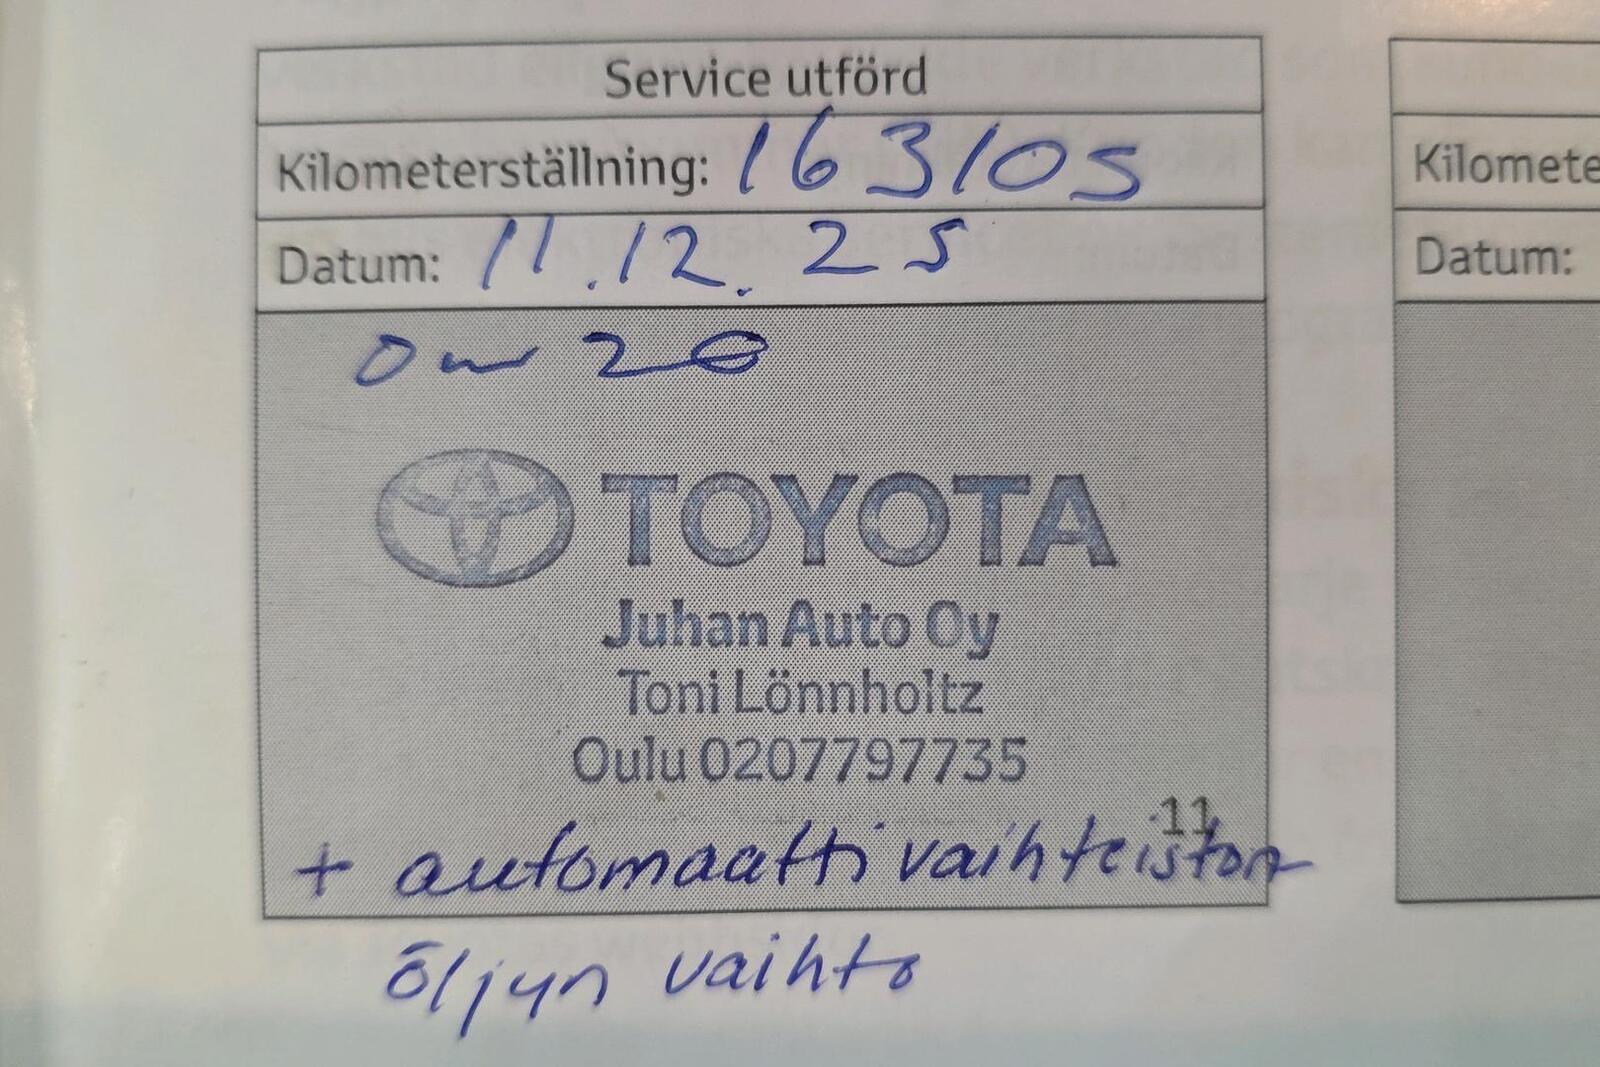 Service utförd
Kilometerställning: 163105 Kilomete
Datum: 11.12.25 Datum:
0w20
TOYOTA
Juhan Auto Oy
Toni Lönnholtz
Oulu 0207797735
11
+ automaattivaihteiston
öljyn vaihto